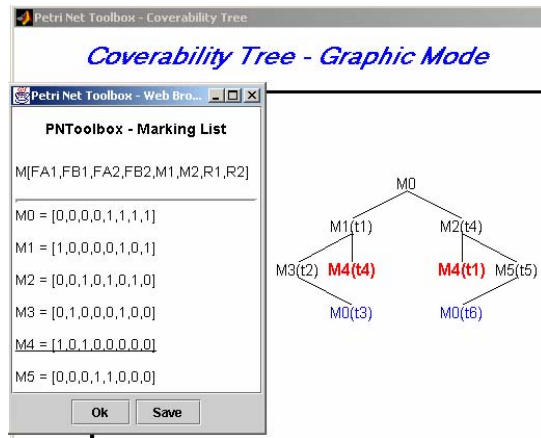 Petri Net Toolbox - Coverability Tree
Coverability Tree - Graphic Mode
Petri Net Toolbox - Web Bro...
PNToolbox - Marking List
M[FA1,FB1,FA2,FB2,M1,M2,R1,R2]
M0 = [0,0,0,0,1,1,1,1]
M1 = [1,0,0,0,0,1,0,1]
M2 = [0,0,1,0,1,0,1,0]
M3 = [0,1,0,0,0,1,0,0]
M4 = [1,0,1,0,0,0,0,0]
M5 = [0,0,0,1,1,0,0,0]
Ok Save
M0
M1(t1) M2(t4)
M3(t2) M4(t4) M4(t1) M5(t5)
M0(t3) M0(t6)